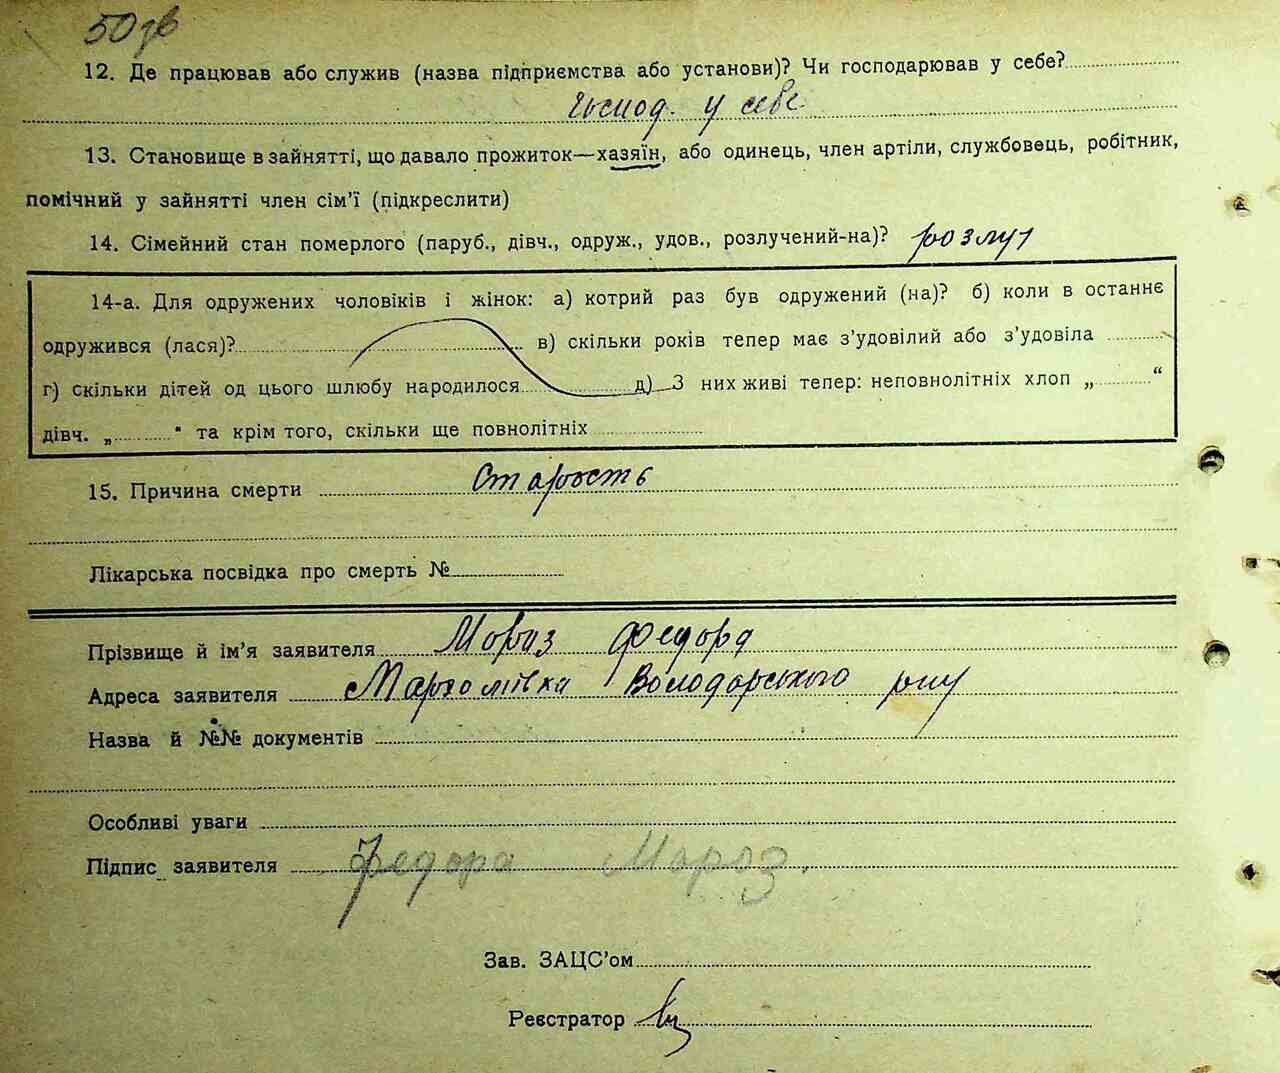 50 зв
12. Де працював або служив (назва підприємства або установи)? Чи господарював у себе?
Господ. у себе
13. Становище в зайнятті, що давало прожиток—хазяїн, або одинець, член артіли, службовець, робітник,
помічний у зайнятті член сім'ї (підкреслити)
14. Сімейний стан померлого (паруб., дівч., одруж., удов., розлучений-на)? розлуч
14-а. Для одружених чоловіків і жінок: а) котрий раз був одружений (на)? б) коли в останнє
одружився (лася)? в) скільки років тепер має з'удовілий або з'удовіла
г) скільки дітей од цього шлюбу народилося д) З них живі тепер: неповнолітніх хлоп „ “
дівч. „ “ та крім того, скільки ще повнолітніх
15. Причина смерти Старость
Лікарська посвідка про смерть №
Прізвище й ім'я заявителя Мороз Федора
Адреса заявителя Володарського р-ну
Назва й №№ документів
Особливі уваги
Підпис заявителя Федора Мороз.
Зав. ЗАЦС'ом
Реєстратор